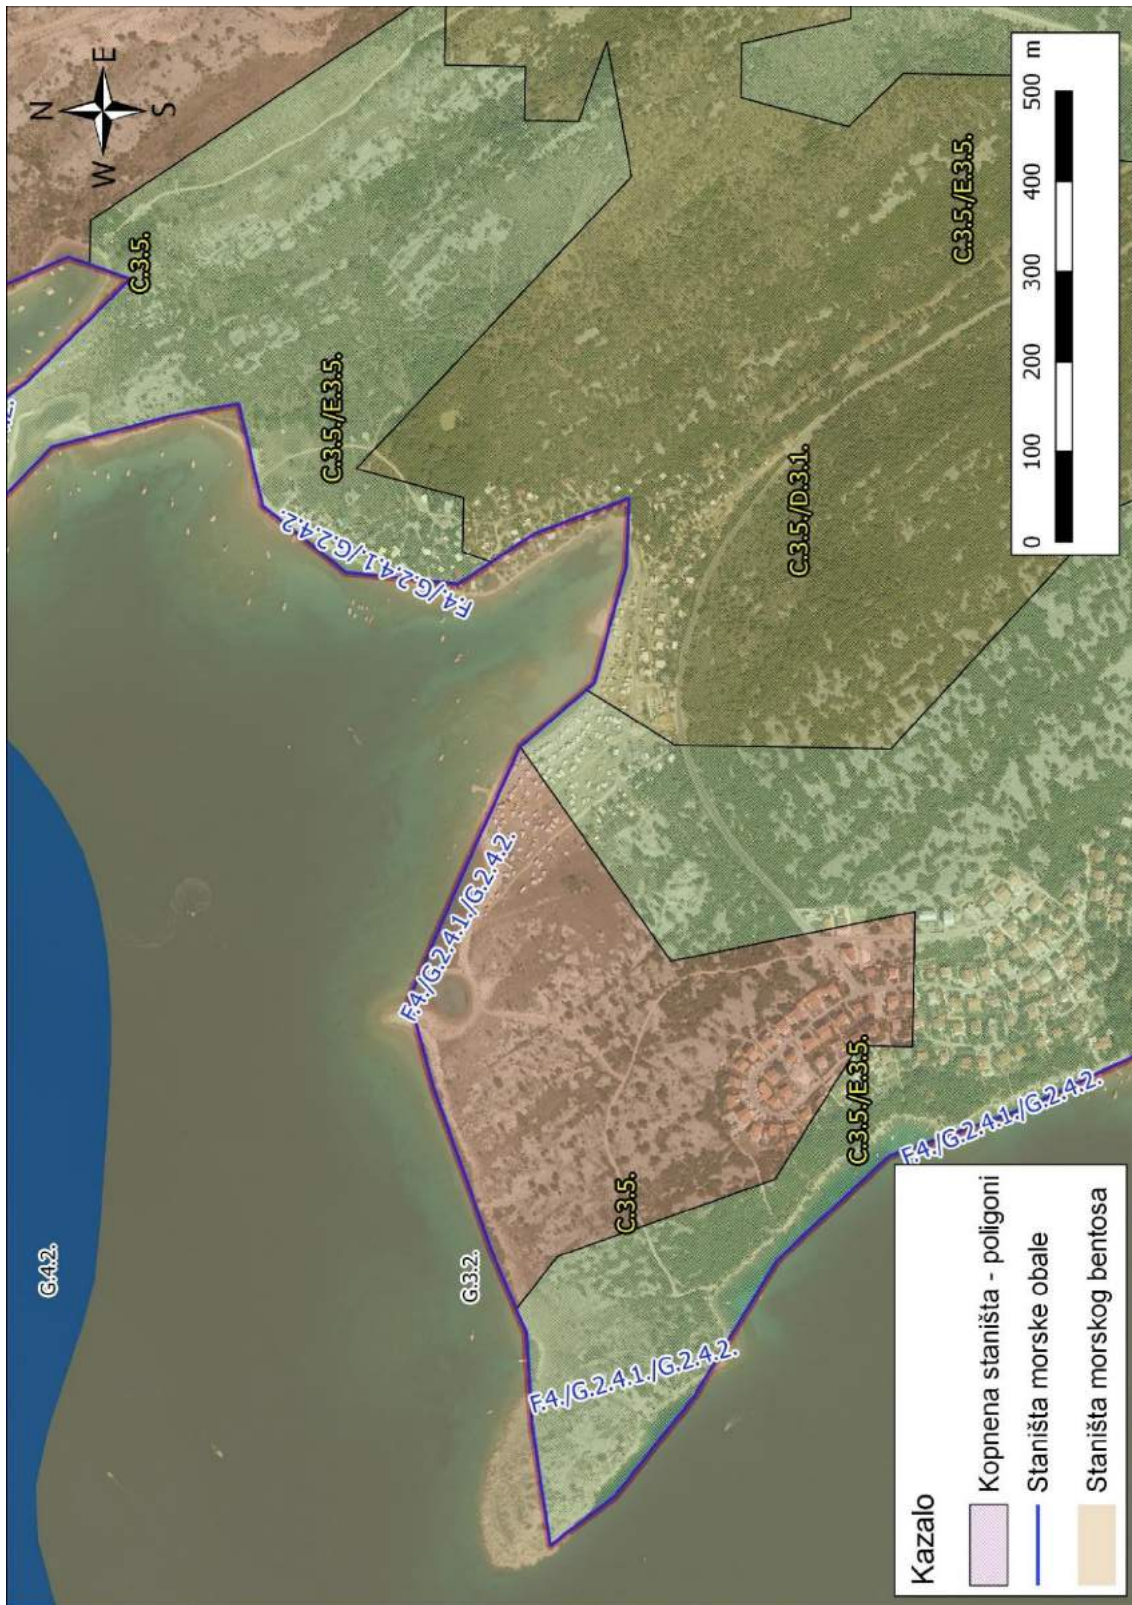 N
W E
S
C.3.5.
F.4./G.2.4.1./G.2.4.2.
C.3.5./E.3.5.
G.4.2.
G.3.2.
F.4./G.2.4.1./G.2.4.2.
F.4./G.2.4.1./G.2.4.2.
C.3.5.
C.3.5./E.3.5.
F.4./G.2.4.1./G.2.4.2.
C.3.5./D.3.1.
C.3.5./E.3.5.
Kazalo
Kopnena staništa - poligoni
Staništa morske obale
Staništa morskog bentosa
0 100 200 300 400 500 m